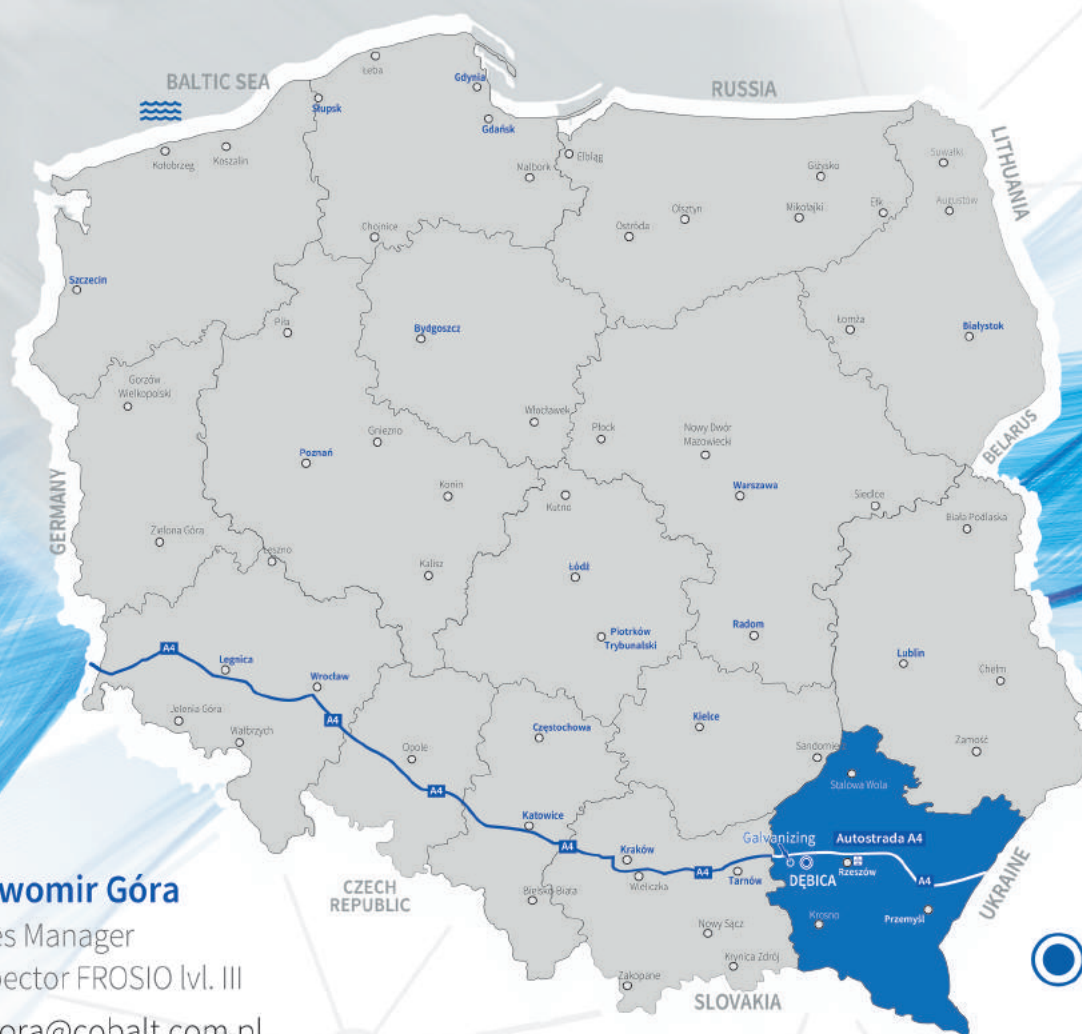 BALTIC SEA
RUSSIA
LITHUANIA
BELARUS
UKRAINE
SLOVAKIA
CZECH
REPUBLIC
GERMANY
Łeba
Gdynia
Słupsk
Gdańsk
Kołobrzeg
Koszalin
Malbork
Elbląg
Giżysko
Suwałki
Chojnice
Ostróda
Olsztyn
Mikołajki
Ełk
Augustów
Szczecin
Piła
Bydgoszcz
Łomża
Białystok
Gorzów
Wielkopolski
Gniezno
Włocławek
Płock
Nowy Dwór
Mazowiecki
Poznań
Konin
Kutno
Warszawa
Siedlce
Biała Podlaska
Zielona Góra
Leszno
Kalisz
Łódź
Piotrków
Trybunalski
Radom
Lublin
Chełm
A4
Legnica
Wrocław
A4
Jelenia Góra
Wałbrzych
Opole
Częstochowa
Kielce
Sandomierz
Zamość
Stalowa Wola
A4
Katowice
A4
Kraków
Wieliczka
A4
Tarnów
Galvanizing
Autostrada A4
DĘBICA
Rzeszów
A4
Bielsko Biała
Nowy Sącz
Krosno
Przemyśl
Krynica Zdrój
Zakopane
womir Góra
es Manager
pector FROSIO lvl. III
ora@cobalt.com.pl